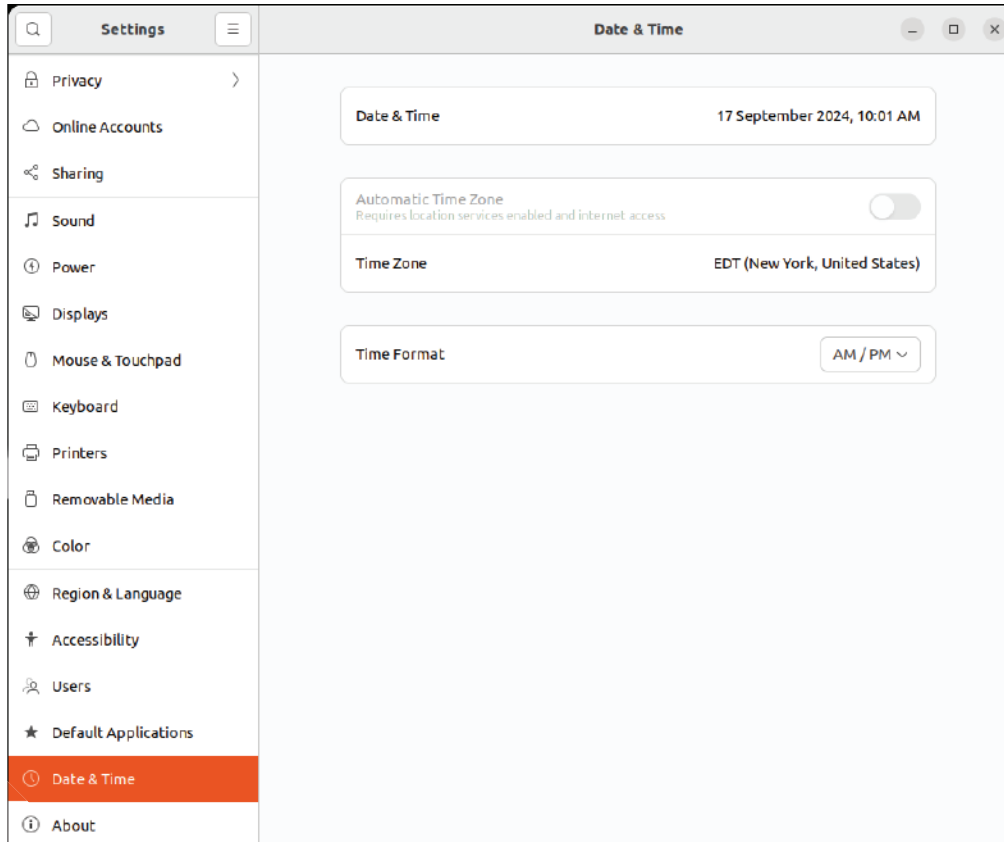 Settings
Date & Time
Privacy
Online Accounts
Sharing
Sound
Power
Displays
Mouse & Touchpad
Keyboard
Printers
Removable Media
Color
Region & Language
Accessibility
Users
Default Applications
Date & Time
About
Date & Time 17 September 2024, 10:01 AM
Automatic Time Zone
Requires location services enabled and internet access
Time Zone EDT (New York, United States)
Time Format AM / PM